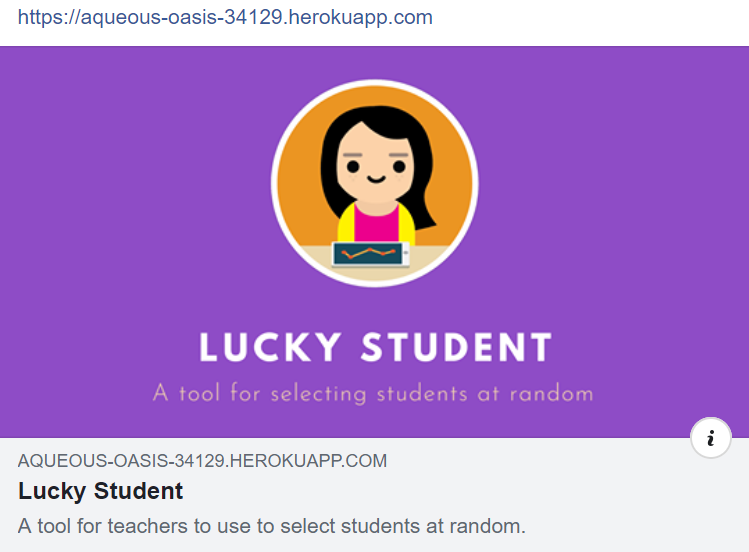 https://aqueous-oasis-34129.herokuapp.com
LUCKY STUDENT
A tool for selecting students at random
i
AQUEOUS-OASIS-34129.HEROKUAPP.COM
Lucky Student
A tool for teachers to use to select students at random.